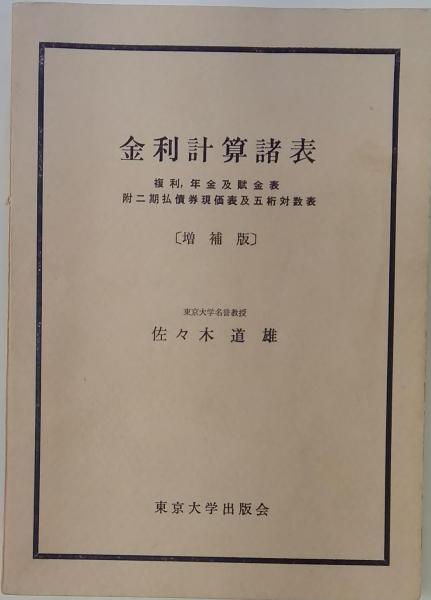 金利計算諸表
複利，年金及賦金表
附二期払債券現価表及五桁対数表
〔増補版〕
東京大学名誉教授
佐々木道雄
東京大学出版会